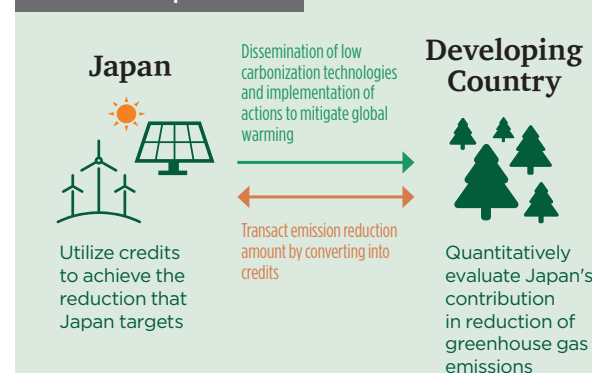 Japan
Dissemination of low
carbonization technologies
and implementation of
actions to mitigate global
warming
Developing
Country
Transact emission reduction
amount by converting into
credits
Utilize credits
to achieve the
reduction that
Japan targets
Quantitatively
evaluate Japan's
contribution
in reduction of
greenhouse gas
emissions